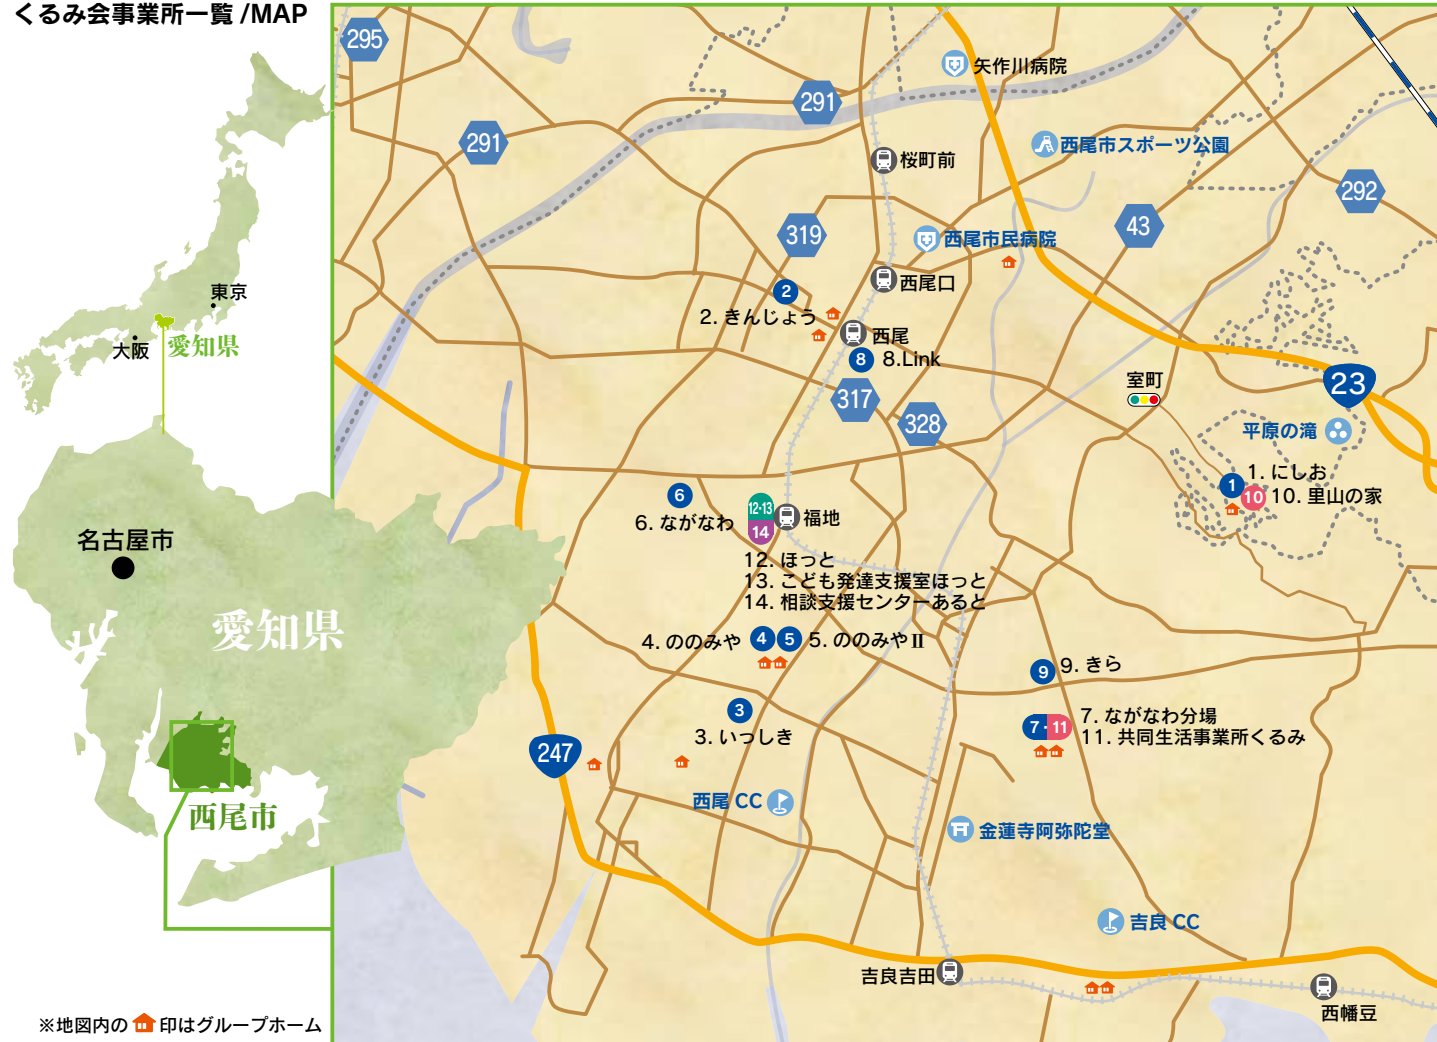 くるみ会事業所一覧 /MAP
295
矢作川病院
291
291
西尾市スポーツ公園
桜町前
292
43
319
西尾市民病院
西尾口
東京
大阪
愛知県
2
2. きんじょう
西尾
8
8.Link
317
328
室町
23
平原の滝
1
1. にしお
10
10. 里山の家
6
6. ながなわ
12·13
14
福地
12. ほっと
13. こども発達支援室ほっと
14. 相談支援センターあると
名古屋市
愛知県
4. ののみや
4
5
5. ののみやⅡ
9
9. きら
3
3. いっしき
7·11
7. ながなわ分場
11. 共同生活事業所くるみ
247
西尾 CC
西尾市
金蓮寺阿弥陀堂
吉良 CC
吉良吉田
西幡豆
※地図内の
印はグループホーム